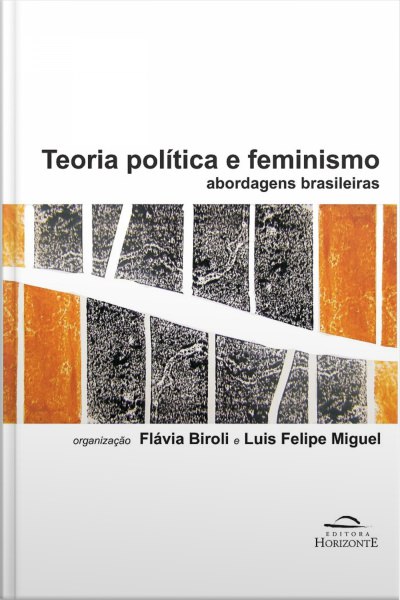 Teoria política e feminismo
abordagens brasileiras
organização Flávia Biroli e Luis Felipe Miguel
EDITORA
HORIZONTE